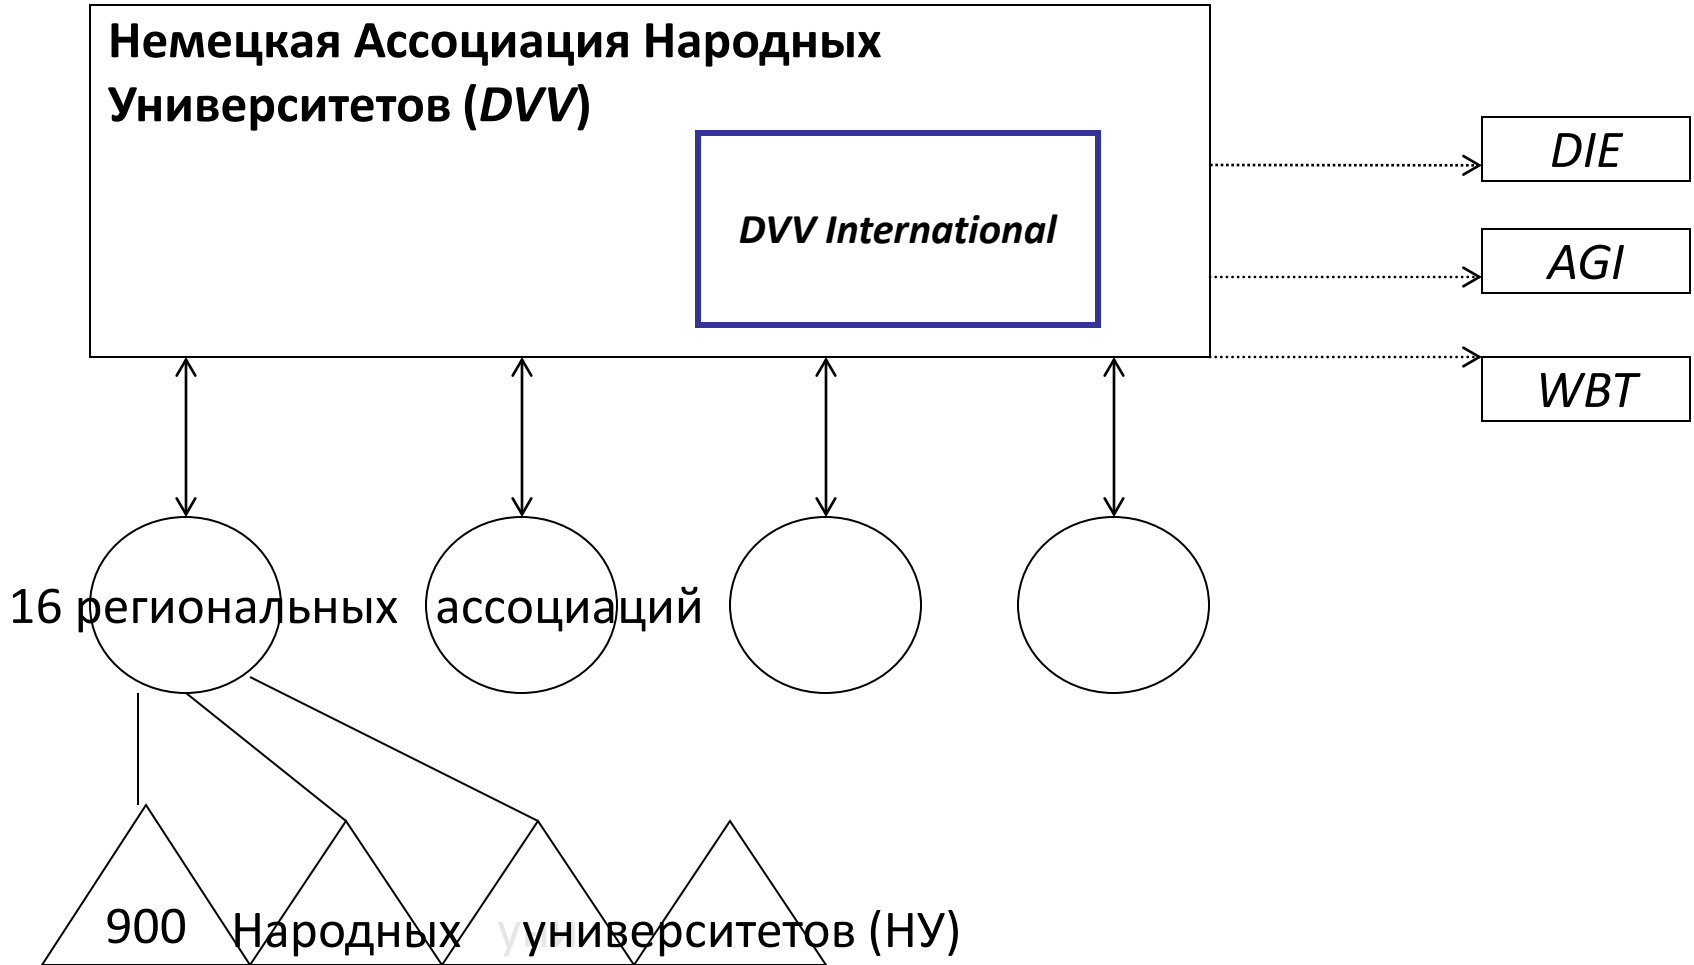 Немецкая Ассоциация Народных
Университетов (DVV)
DVV International
DIE
AGI
WBT
16 региональных ассоциаций
900 Народных университетов (НУ)